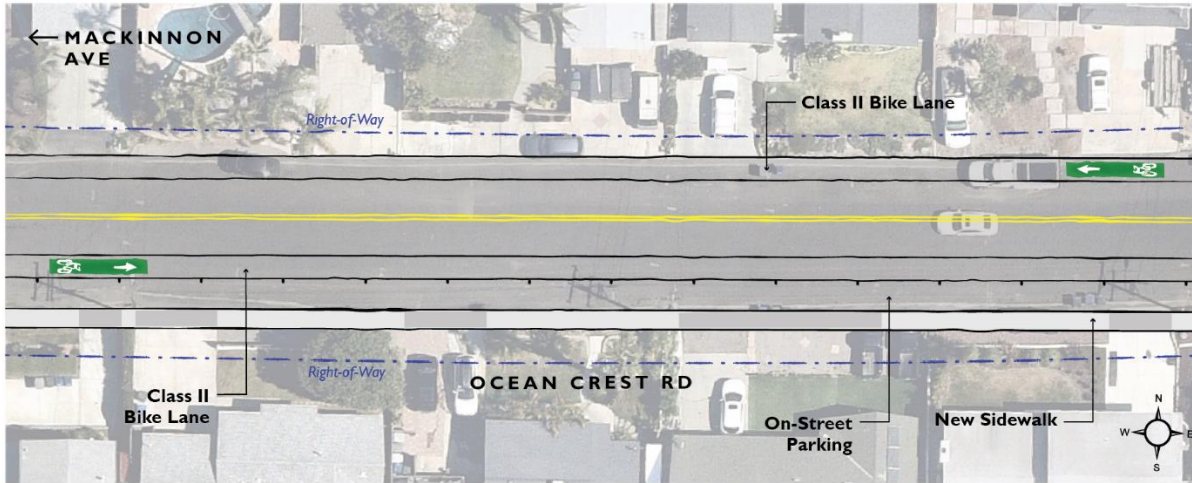 ← MACKINNON
AVE
Class II Bike Lane
Right-of-Way
Right-of-Way
OCEAN CREST RD
Class II
Bike Lane
On-Street
Parking
New Sidewalk
N
W
E
S